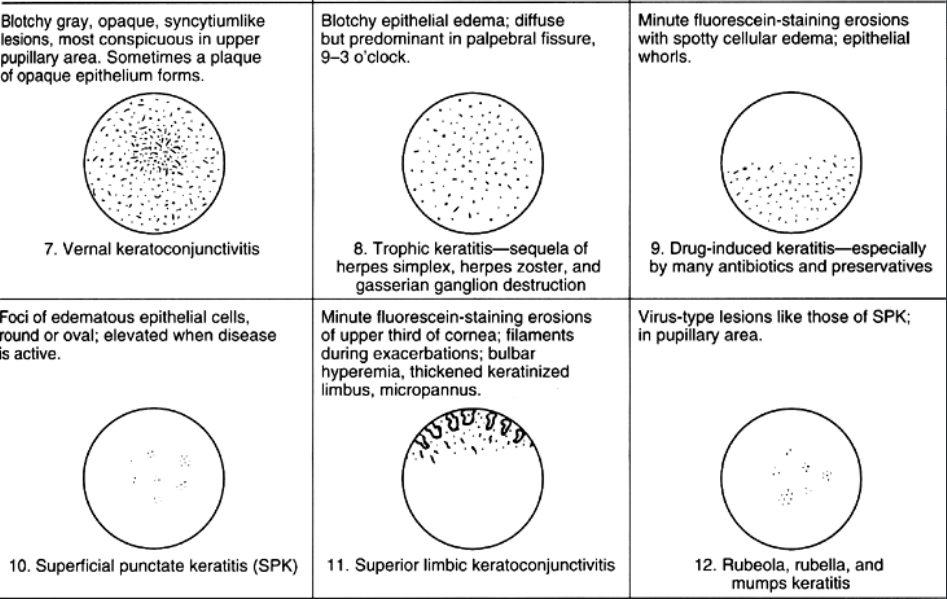 Blotchy gray, opaque, syncytiumlike
lesions, most conspicuous in upper
pupillary area. Sometimes a plaque
of opaque epithelium forms.
7. Vernal keratoconjunctivitis
Blotchy epithelial edema; diffuse
but predominant in palpebral fissure,
9–3 o'clock.
8. Trophic keratitis—sequela of
herpes simplex, herpes zoster, and
gasserian ganglion destruction
Minute fluorescein-staining erosions
with spotty cellular edema; epithelial
whorls.
9. Drug-induced keratitis—especially
by many antibiotics and preservatives
Foci of edematous epithelial cells,
round or oval; elevated when disease
is active.
10. Superficial punctate keratitis (SPK)
Minute fluorescein-staining erosions
of upper third of cornea; filaments
during exacerbations; bulbar
hyperemia, thickened keratinized
limbus, micropannus.
11. Superior limbic keratoconjunctivitis
Virus-type lesions like those of SPK;
in pupillary area.
12. Rubeola, rubella, and
mumps keratitis